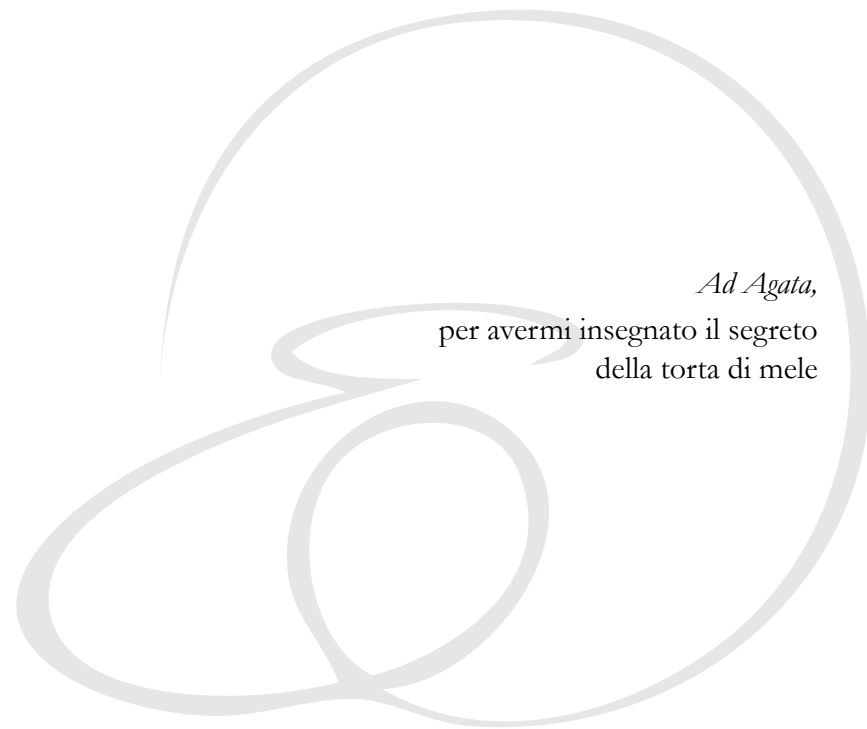 Ad Agata,
per avermi insegnato il segreto
della torta di mele